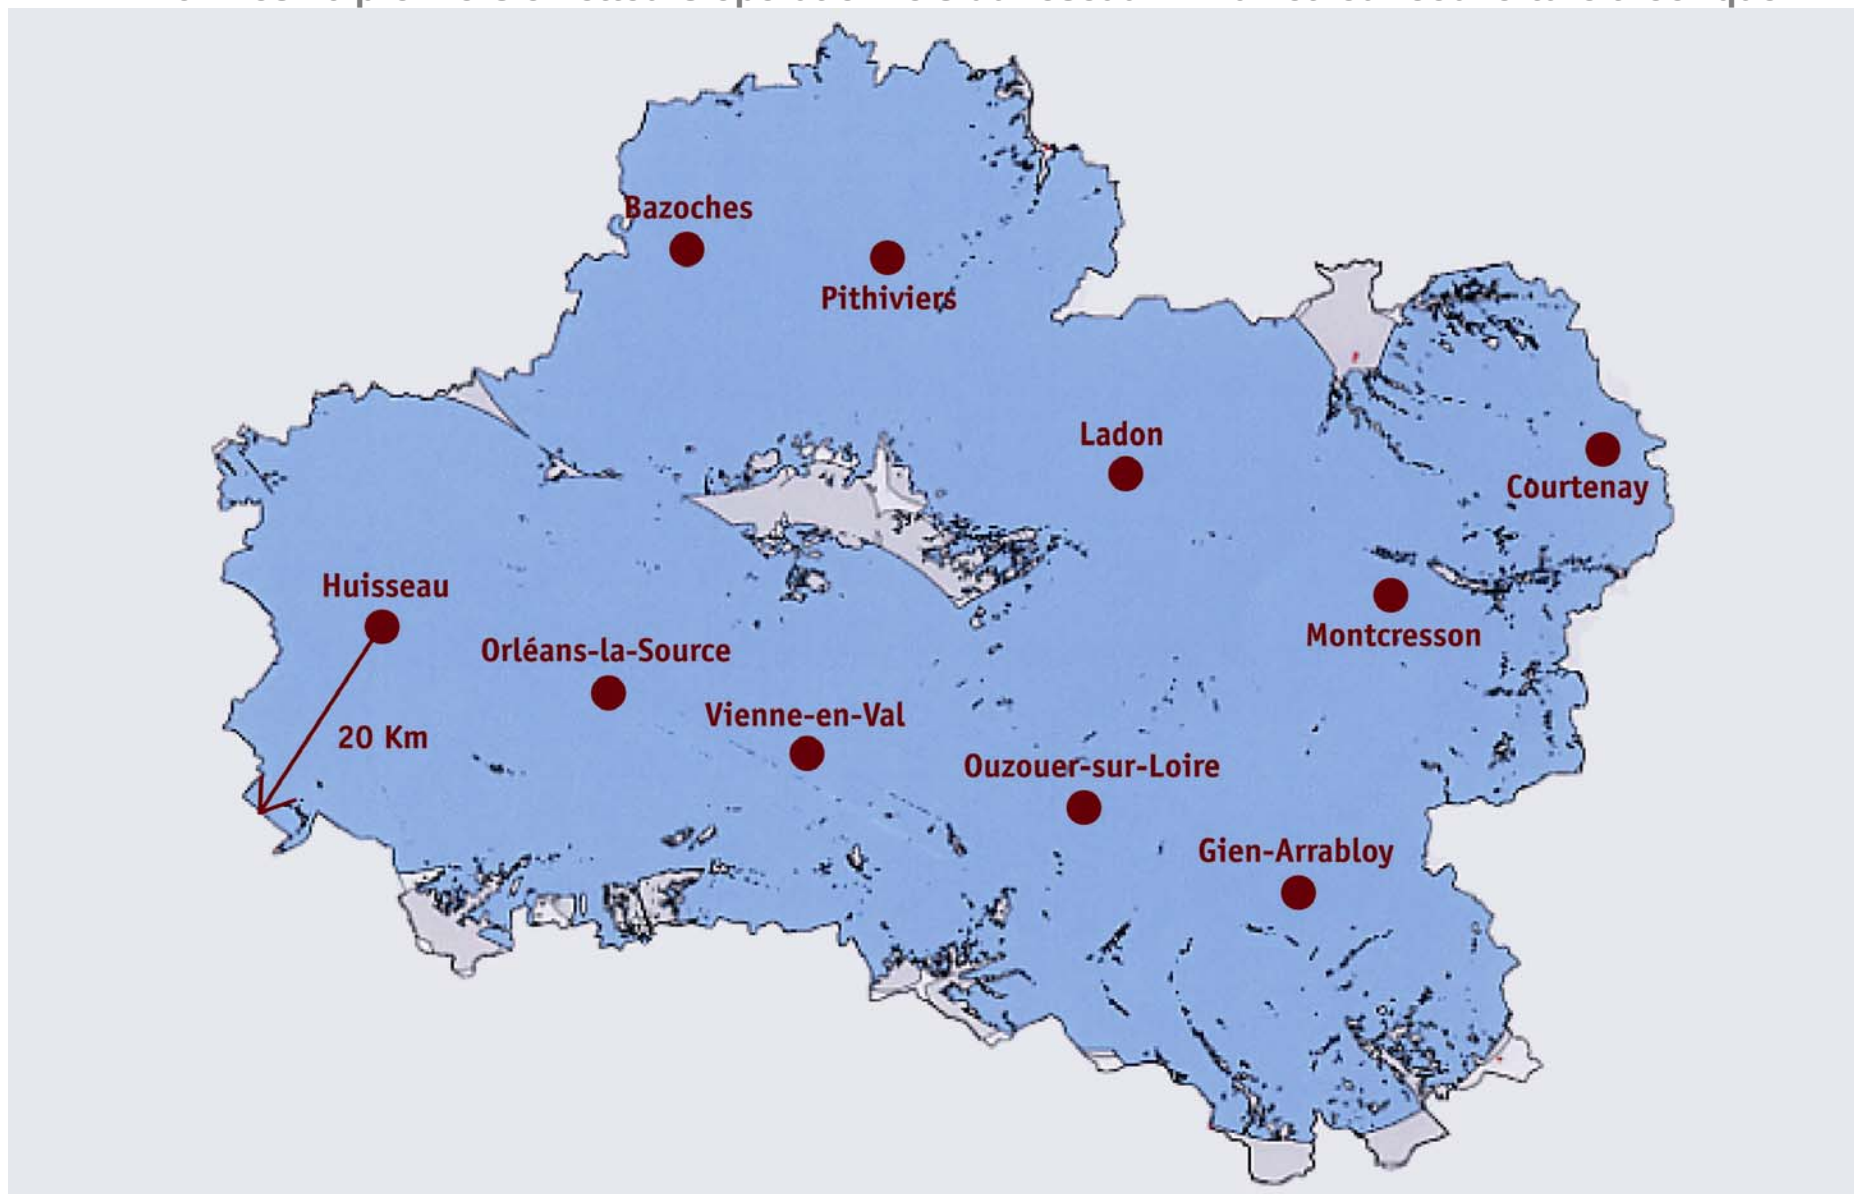 Bazoches
Pithiviers
Ladon
Courtenay
Huisseau
Montcresson
Orléans-la-Source
Vienne-en-Val
20 Km
Ouzouer-sur-Loire
Gien-Arrabloy